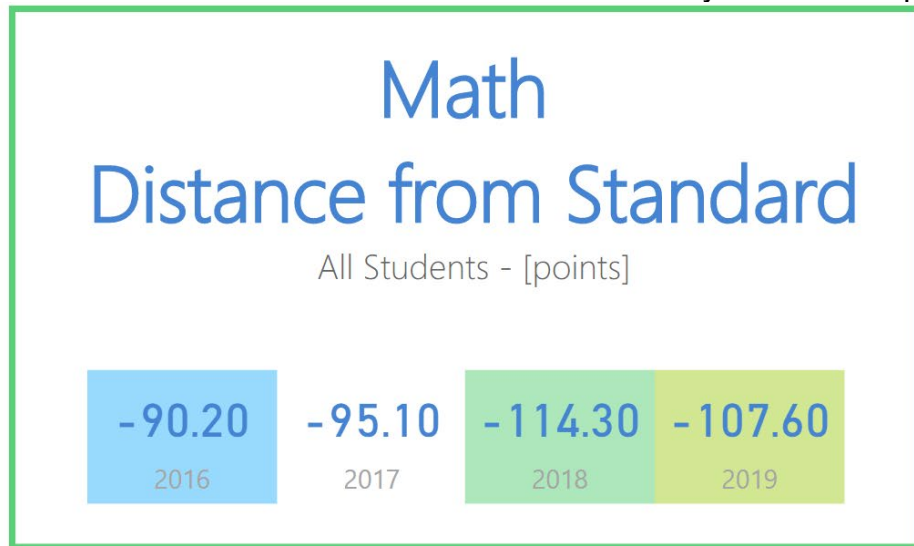 Math
Distance from Standard
All Students - [points]
-90.20 -95.10 -114.30 -107.60
2016 2017 2018 2019